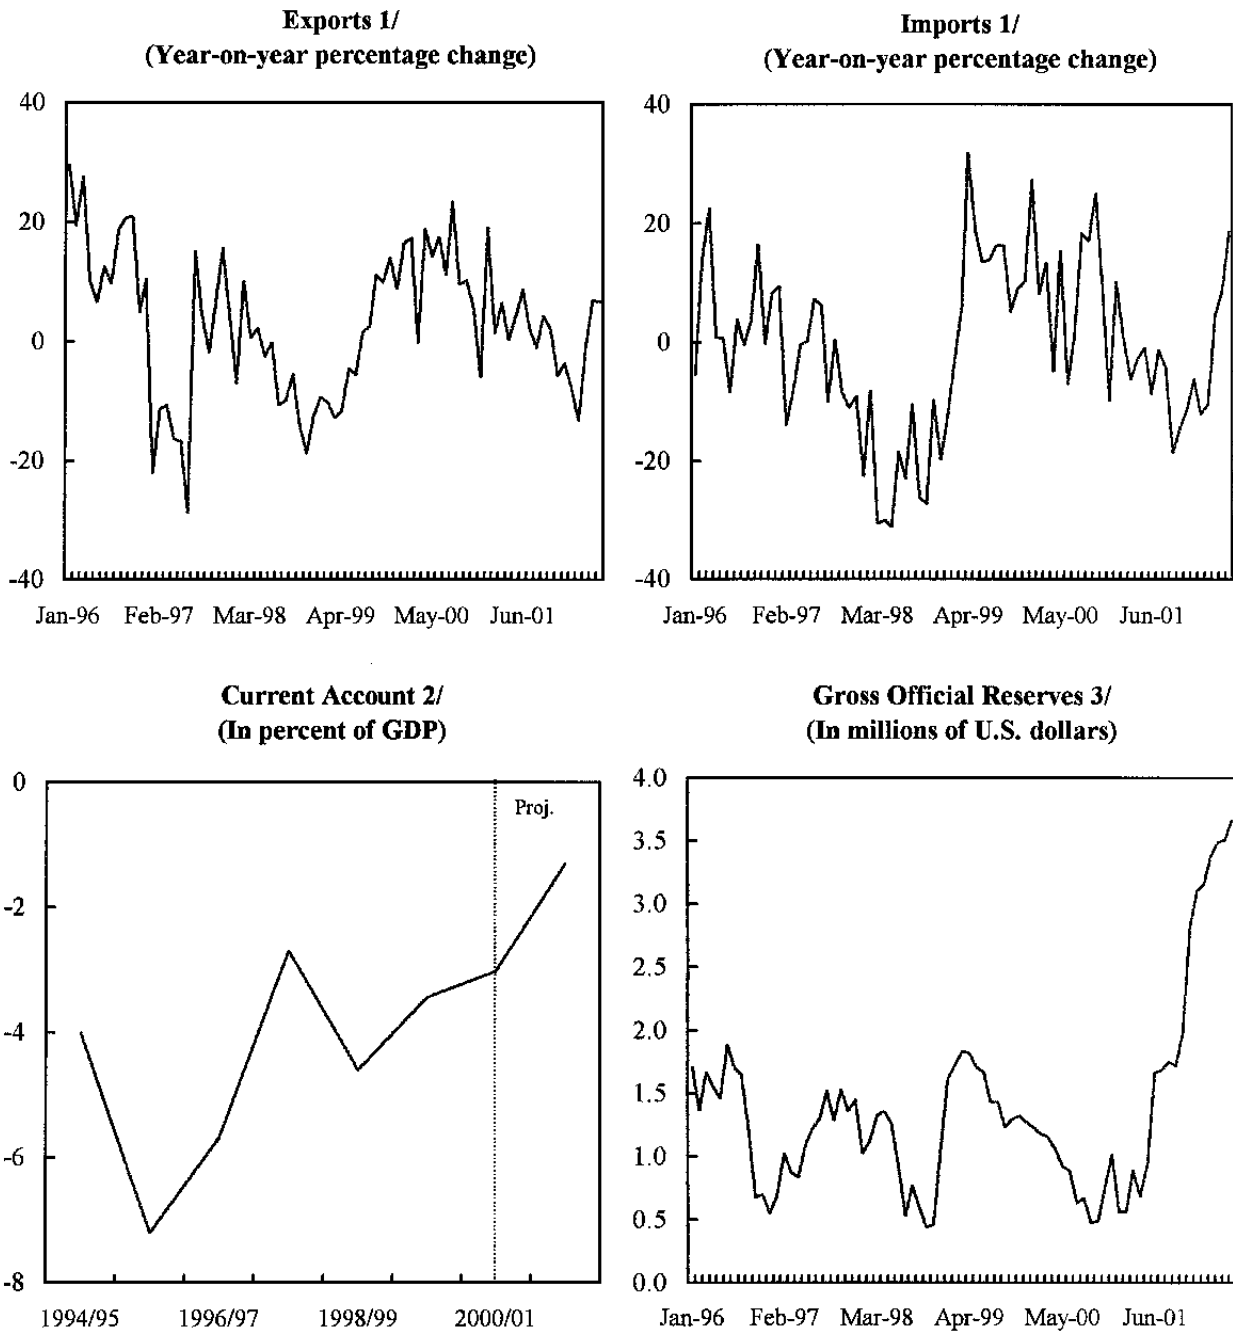 Exports 1/
(Year-on-year percentage change)
40
20
0
-20
-40
Jan-96 Feb-97 Mar-98 Apr-99 May-00 Jun-01
Imports 1/
(Year-on-year percentage change)
40
20
0
-20
-40
Jan-96 Feb-97 Mar-98 Apr-99 May-00 Jun-01
Current Account 2/
(In percent of GDP)
0
-2
-4
-6
-8
Proj.
1994/95 1996/97 1998/99 2000/01
Gross Official Reserves 3/
(In millions of U.S. dollars)
4.0
3.5
3.0
2.5
2.0
1.5
1.0
0.5
0.0
Jan-96 Feb-97 Mar-98 Apr-99 May-00 Jun-01